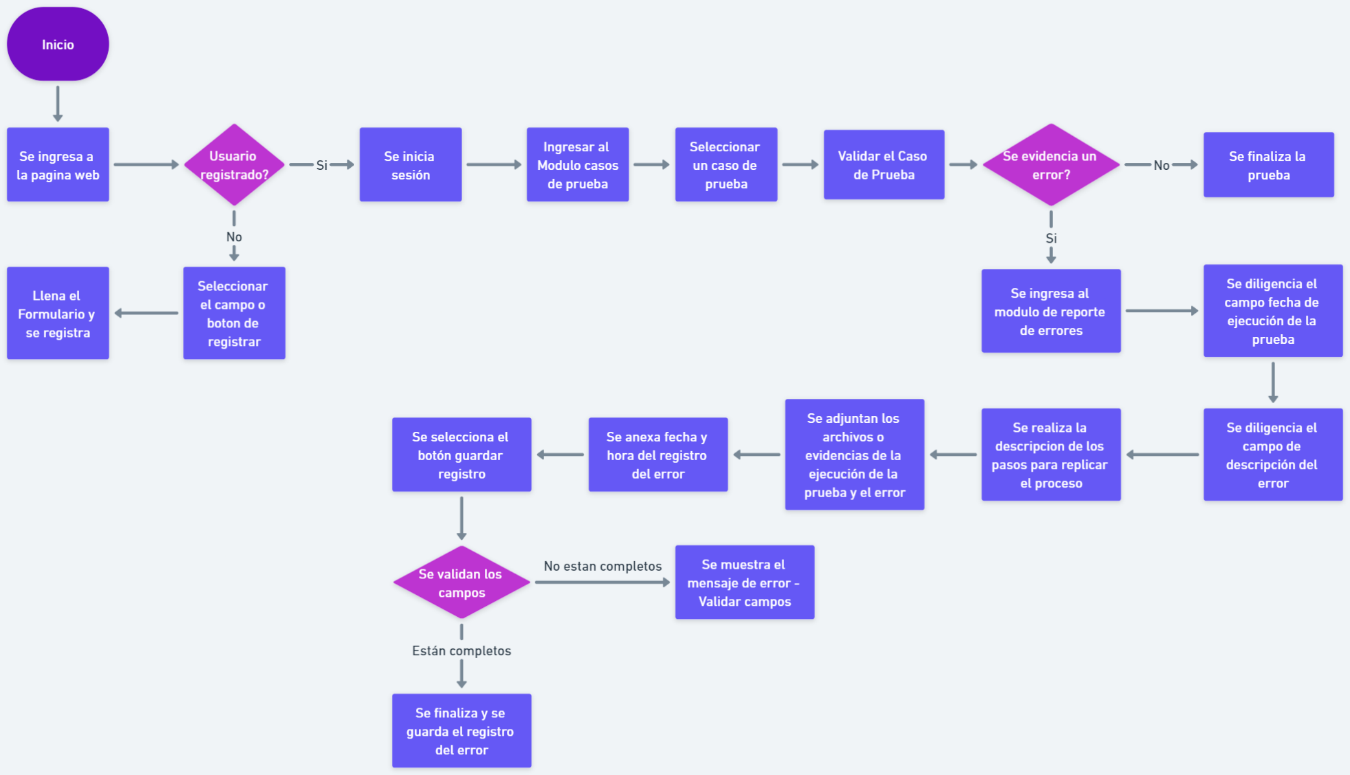 Inicio
Se ingresa a
la pagina web
Usuario
registrado?
Si
Se inicia
sesión
Ingresar al
Modulo casos
de prueba
Seleccionar
un caso de
prueba
Validar el Caso
de Prueba
Se evidencia un
error?
No
Se finaliza la
prueba
No
Seleccionar
el campo o
boton de
registrar
Llena el
Formulario y
se registra
Si
Se ingresa al
modulo de reporte
de errores
Se diligencia el
campo fecha de
ejecución de la
prueba
Se diligencia el
campo de
descripción del
error
Se realiza la
descripcion de los
pasos para replicar
el proceso
Se adjuntan los
archivos o
evidencias de la
ejecución de la
prueba y el error
Se anexa fecha y
hora del registro
del error
Se selecciona el
botón guardar
registro
Se validan los
campos
No estan completos
Se muestra el
mensaje de error -
Validar campos
Están completos
Se finaliza y se
guarda el registro
del error